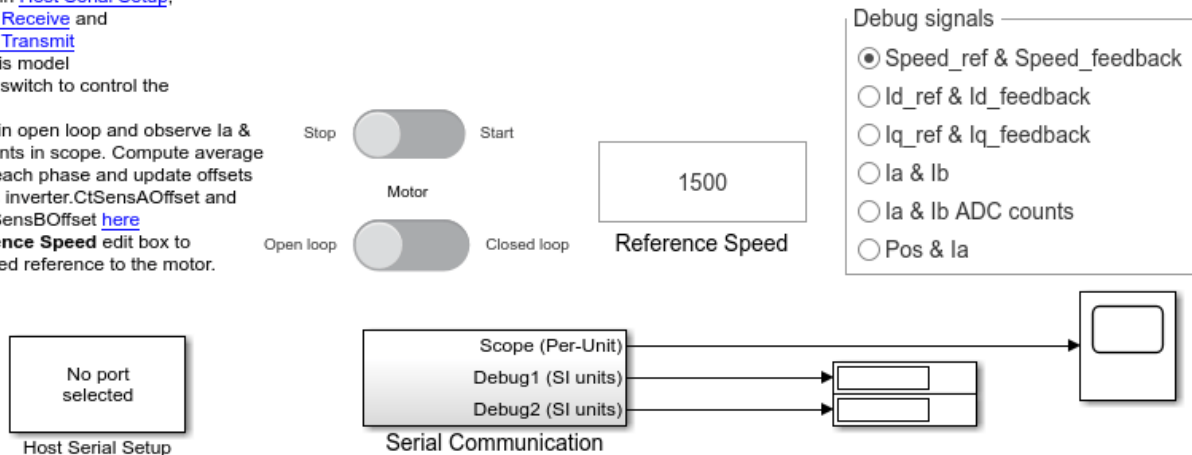 Host Serial Setup,
Receive and
Transmit
is model
switch to control the
in open loop and observe Ia &
nts in scope. Compute average
each phase and update offsets
inverter.CtSensAOffset and
SensBOffset here
ence Speed edit box to
ed reference to the motor.
Stop
Start
Motor
Open loop
Closed loop
1500
Reference Speed
Debug signals
Speed_ref & Speed_feedback
Id_ref & Id_feedback
Iq_ref & Iq_feedback
Ia & Ib
Ia & Ib ADC counts
Pos & Ia
No port
selected
Host Serial Setup
Scope (Per-Unit)
Debug1 (SI units)
Debug2 (SI units)
Serial Communication